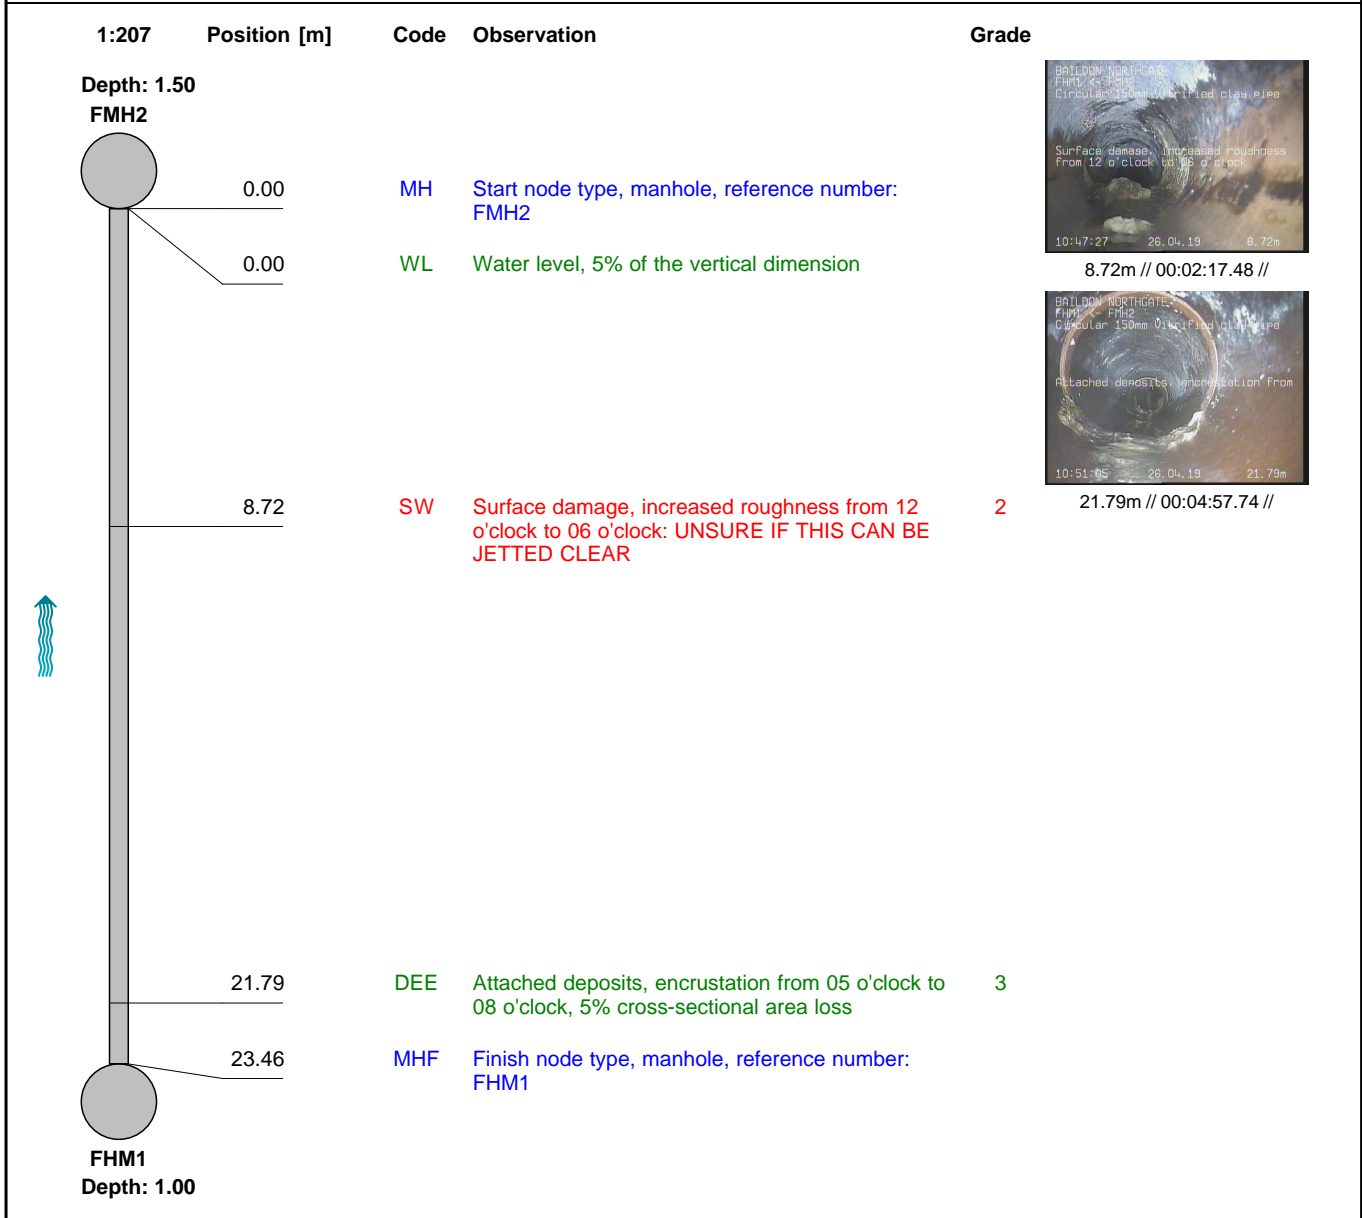 1:207 Position [m] Code Observation Grade
Depth: 1.50
FMH2
0.00 MH Start node type, manhole, reference number:
FMH2
0.00 WL Water level, 5% of the vertical dimension
BAILDON NORTHGATE
FHM1 <- FMH2
Circular 150mm Vitrified clay pipe
Surface damage, increased roughness
from 12 o'clock to 06 o'clock
10:47:27 26.04.19 8.72m
8.72m // 00:02:17.48 //
BAILDON NORTHGATE
FHM1 <- FMH2
Circular 150mm Vitrified clay pipe
Attached deposits, encrustation from
10:51:05 26.04.19 21.79m
21.79m // 00:04:57.74 //
8.72 SW Surface damage, increased roughness from 12 2
o'clock to 06 o'clock: UNSURE IF THIS CAN BE
JETTED CLEAR
21.79 DEE Attached deposits, encrustation from 05 o'clock to 3
08 o'clock, 5% cross-sectional area loss
23.46 MHF Finish node type, manhole, reference number:
FHM1
FHM1
Depth: 1.00